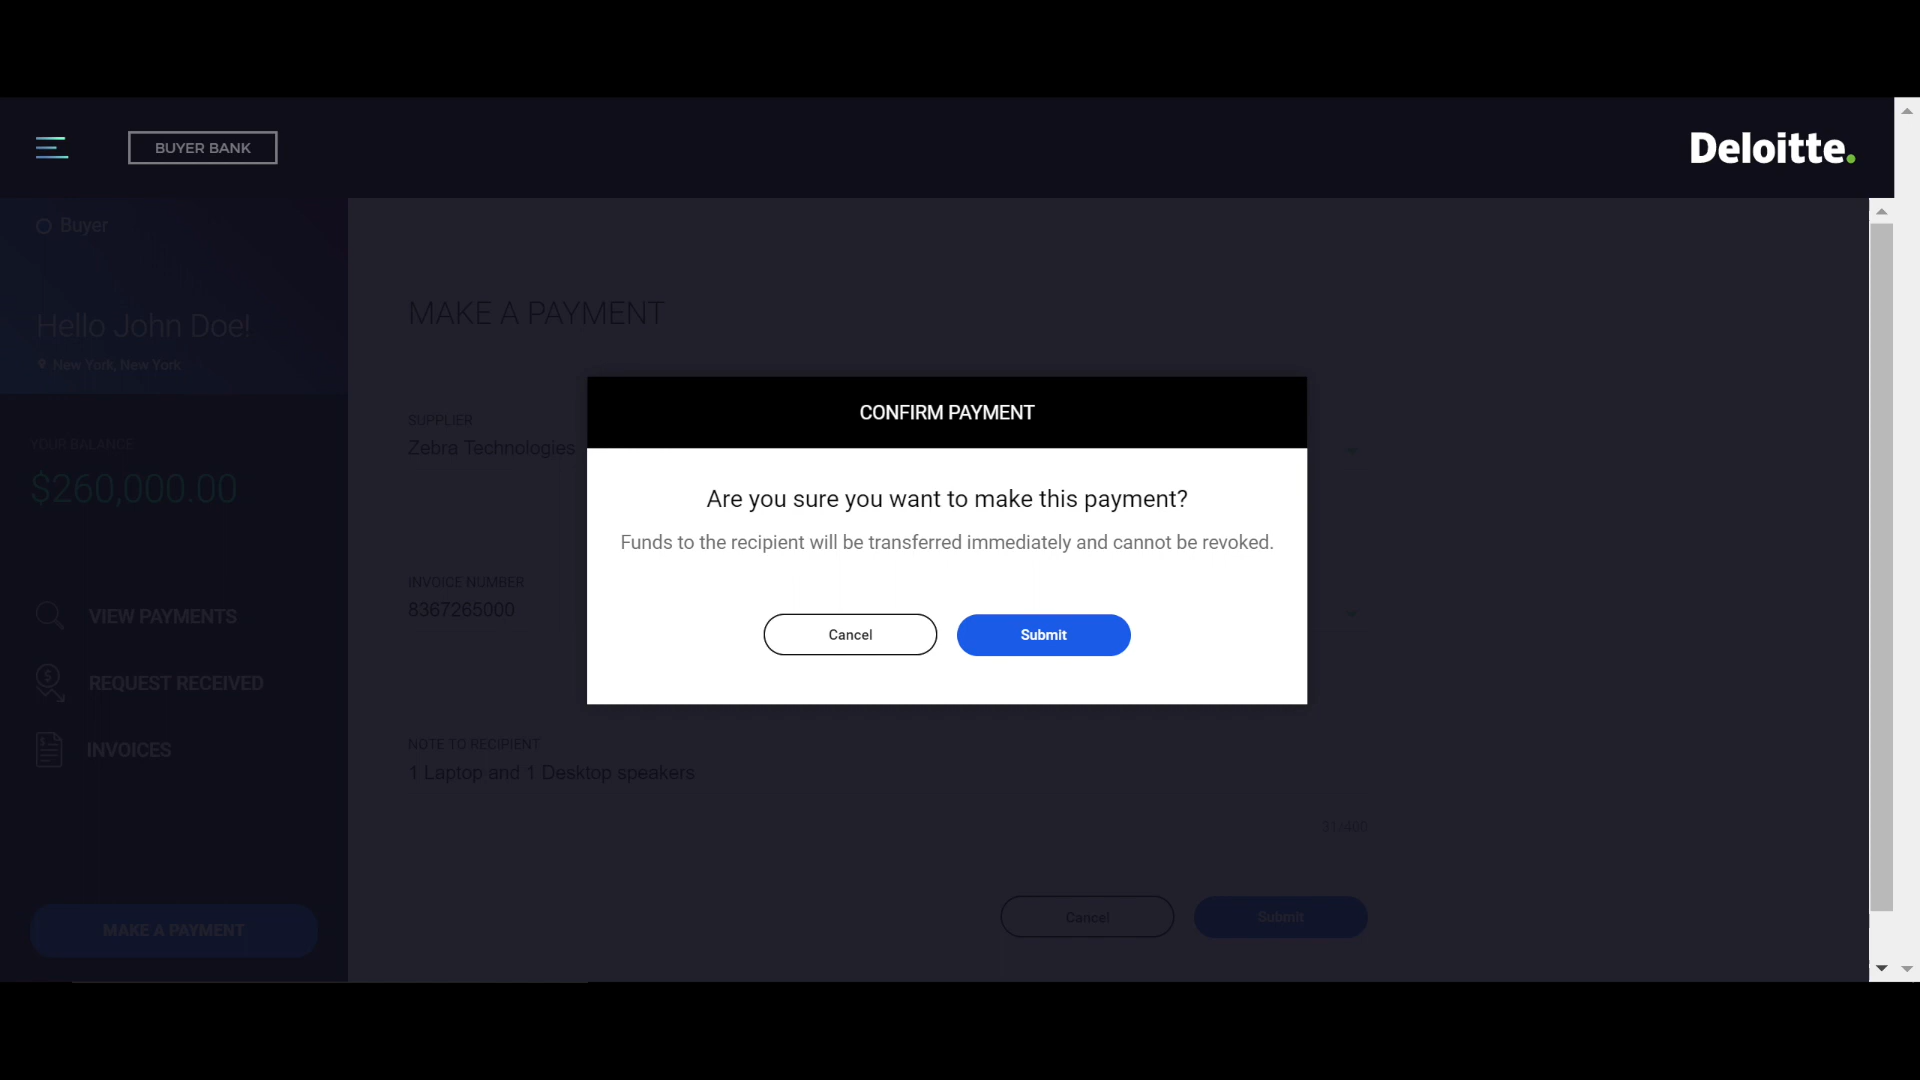 BUYER BANK
Deloitte.
Buyer
Hello John Doe!
New York, New York
YOUR BALANCE
$260,000.00
VIEW PAYMENTS
REQUEST RECEIVED
INVOICES
MAKE A PAYMENT
MAKE A PAYMENT
SUPPLIER
Zebra Technologies
INVOICE NUMBER
8367265000
NOTE TO RECIPIENT
1 Laptop and 1 Desktop speakers
31/400
Cancel
Submit
CONFIRM PAYMENT
Are you sure you want to make this payment?
Funds to the recipient will be transferred immediately and cannot be revoked.
Cancel
Submit